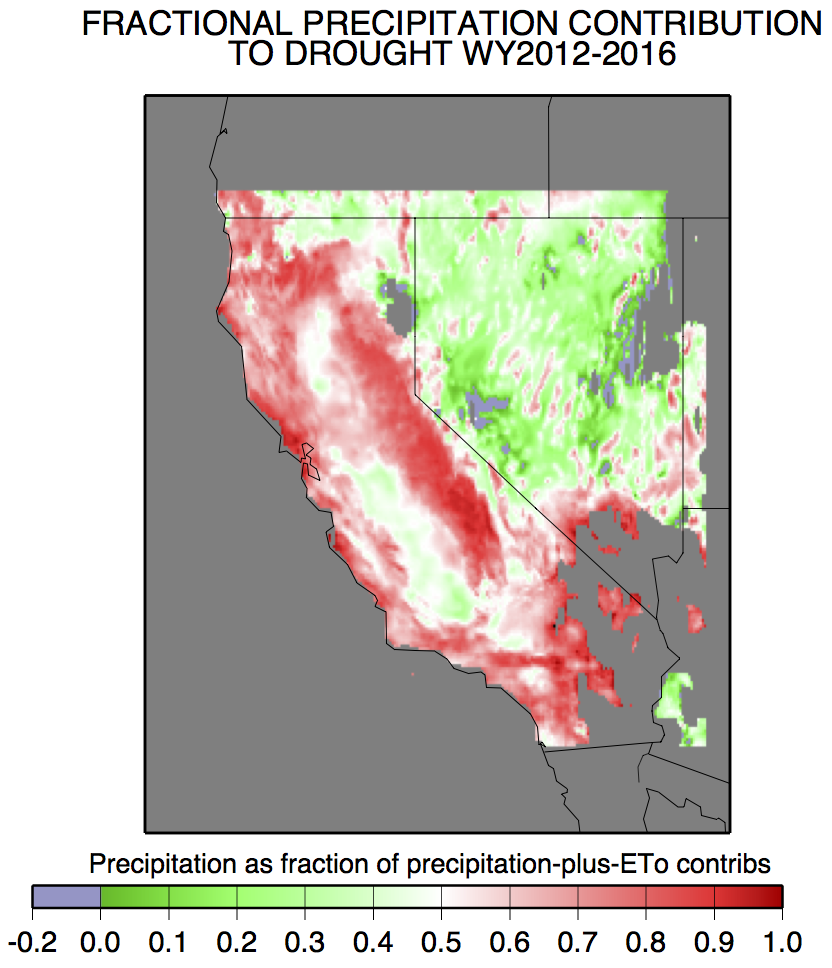 FRACTIONAL PRECIPITATION CONTRIBUTION
TO DROUGHT WY2012-2016
Precipitation as fraction of precipitation-plus-ETo contribs
-0.2 0.0 0.1 0.2 0.3 0.4 0.5 0.6 0.7 0.8 0.9 1.0